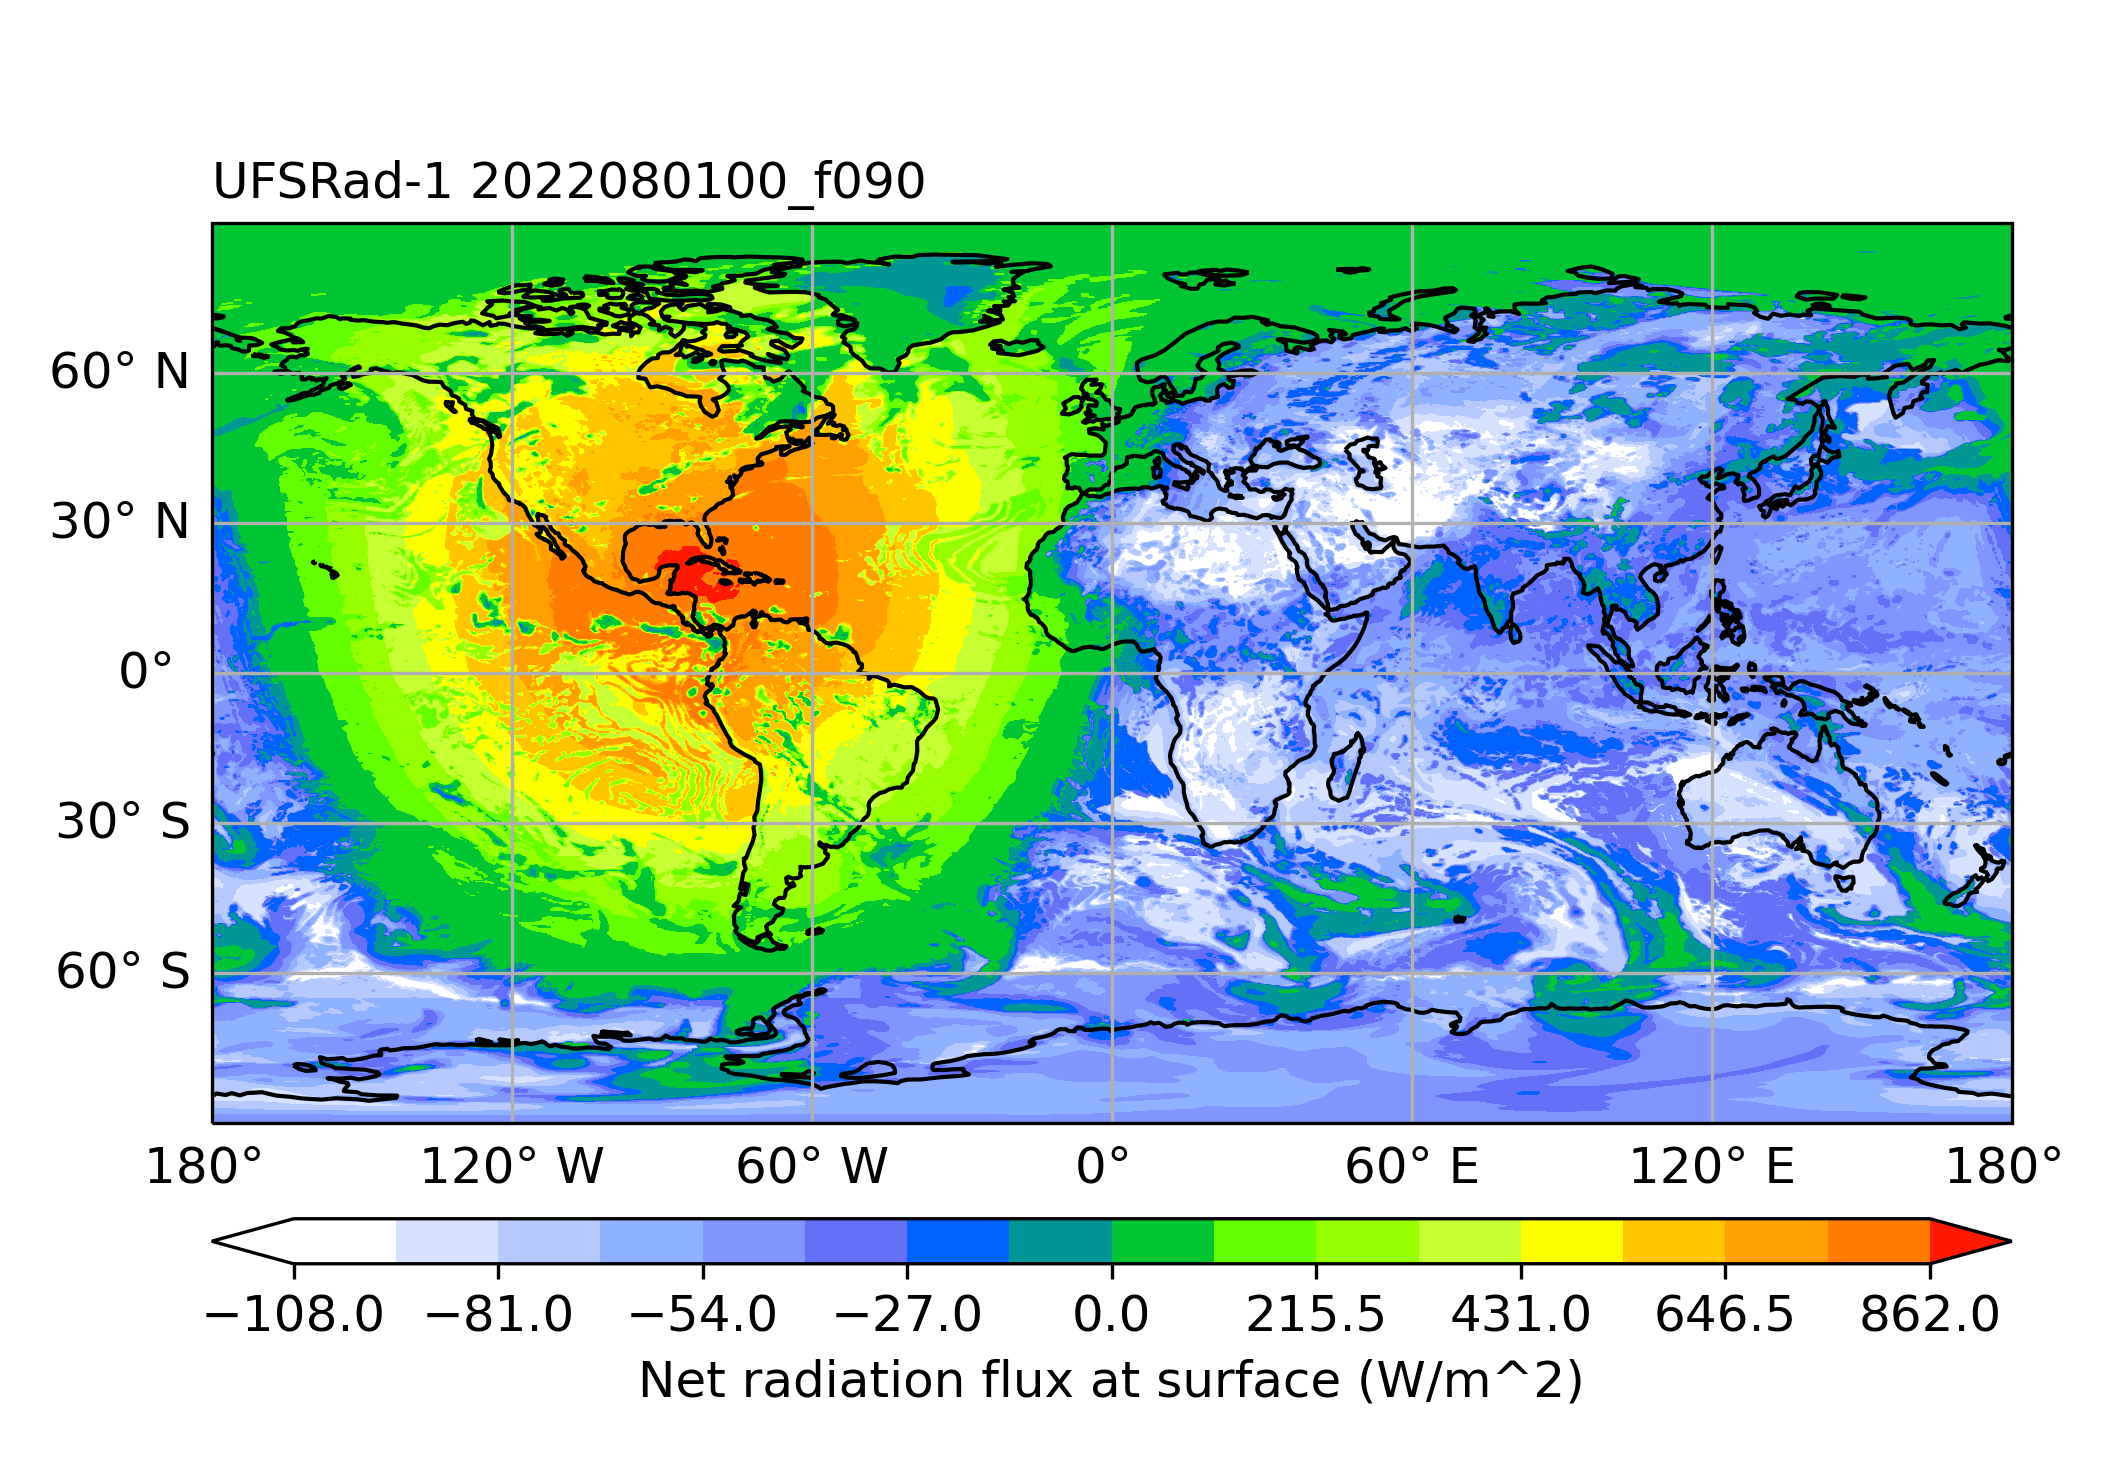 UFSRad-1 2022080100_f090
60° N
30° N
0°
30° S
60° S
180° 120° W 60° W 0° 60° E 120° E 180°
−108.0 −81.0 −54.0 −27.0 0.0 215.5 431.0 646.5 862.0
Net radiation flux at surface (W/m^2)